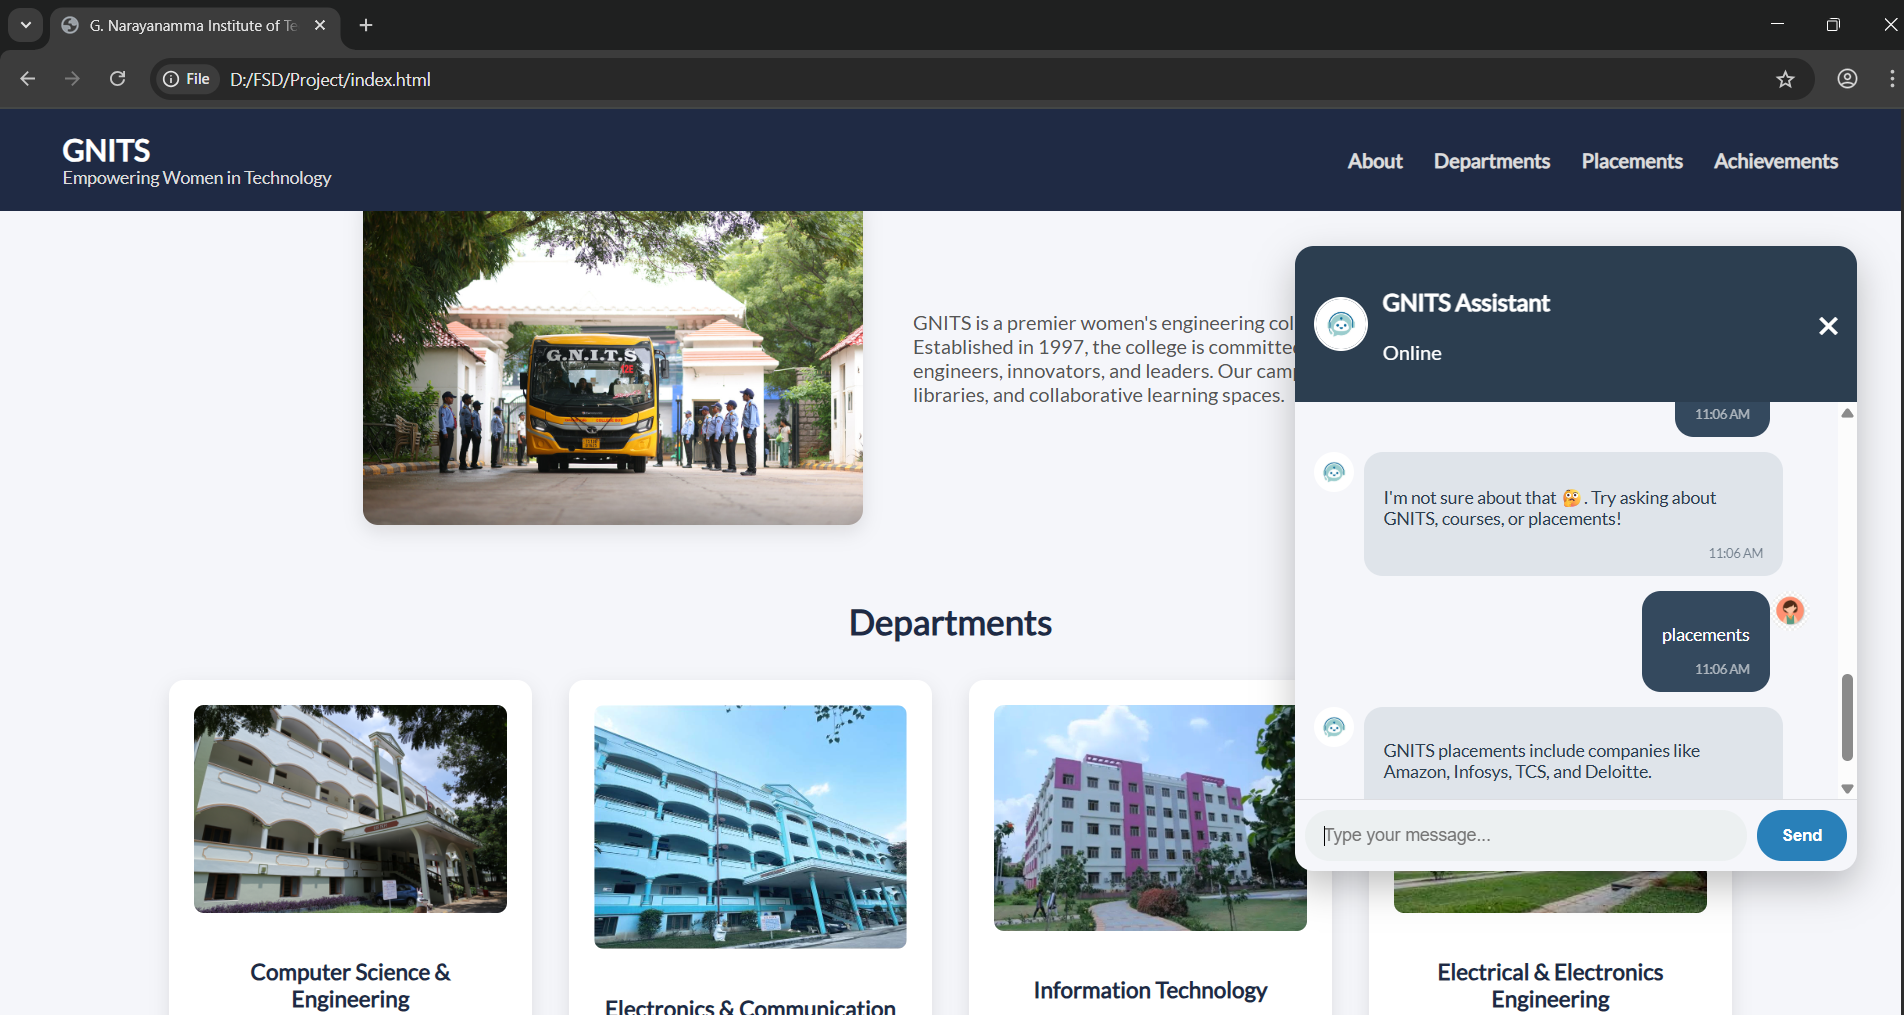 G. Narayanamma Institute of Te
File
D:/FSD/Project/index.html
GNITS
Empowering Women in Technology
About
Departments
Placements
Achievements
G.N.I.T.S
GNITS is a premier women's engineering col
Established in 1997, the college is committe
engineers, innovators, and leaders. Our camp
libraries, and collaborative learning spaces.
Departments
Computer Science &
Engineering
Electronics & Communication
Information Technology
Electrical & Electronics
Engineering
GNITS Assistant
Online
11:06 AM
I'm not sure about that 🤔. Try asking about
GNITS, courses, or placements!
11:06 AM
placements
11:06 AM
GNITS placements include companies like
Amazon, Infosys, TCS, and Deloitte.
Type your message...
Send